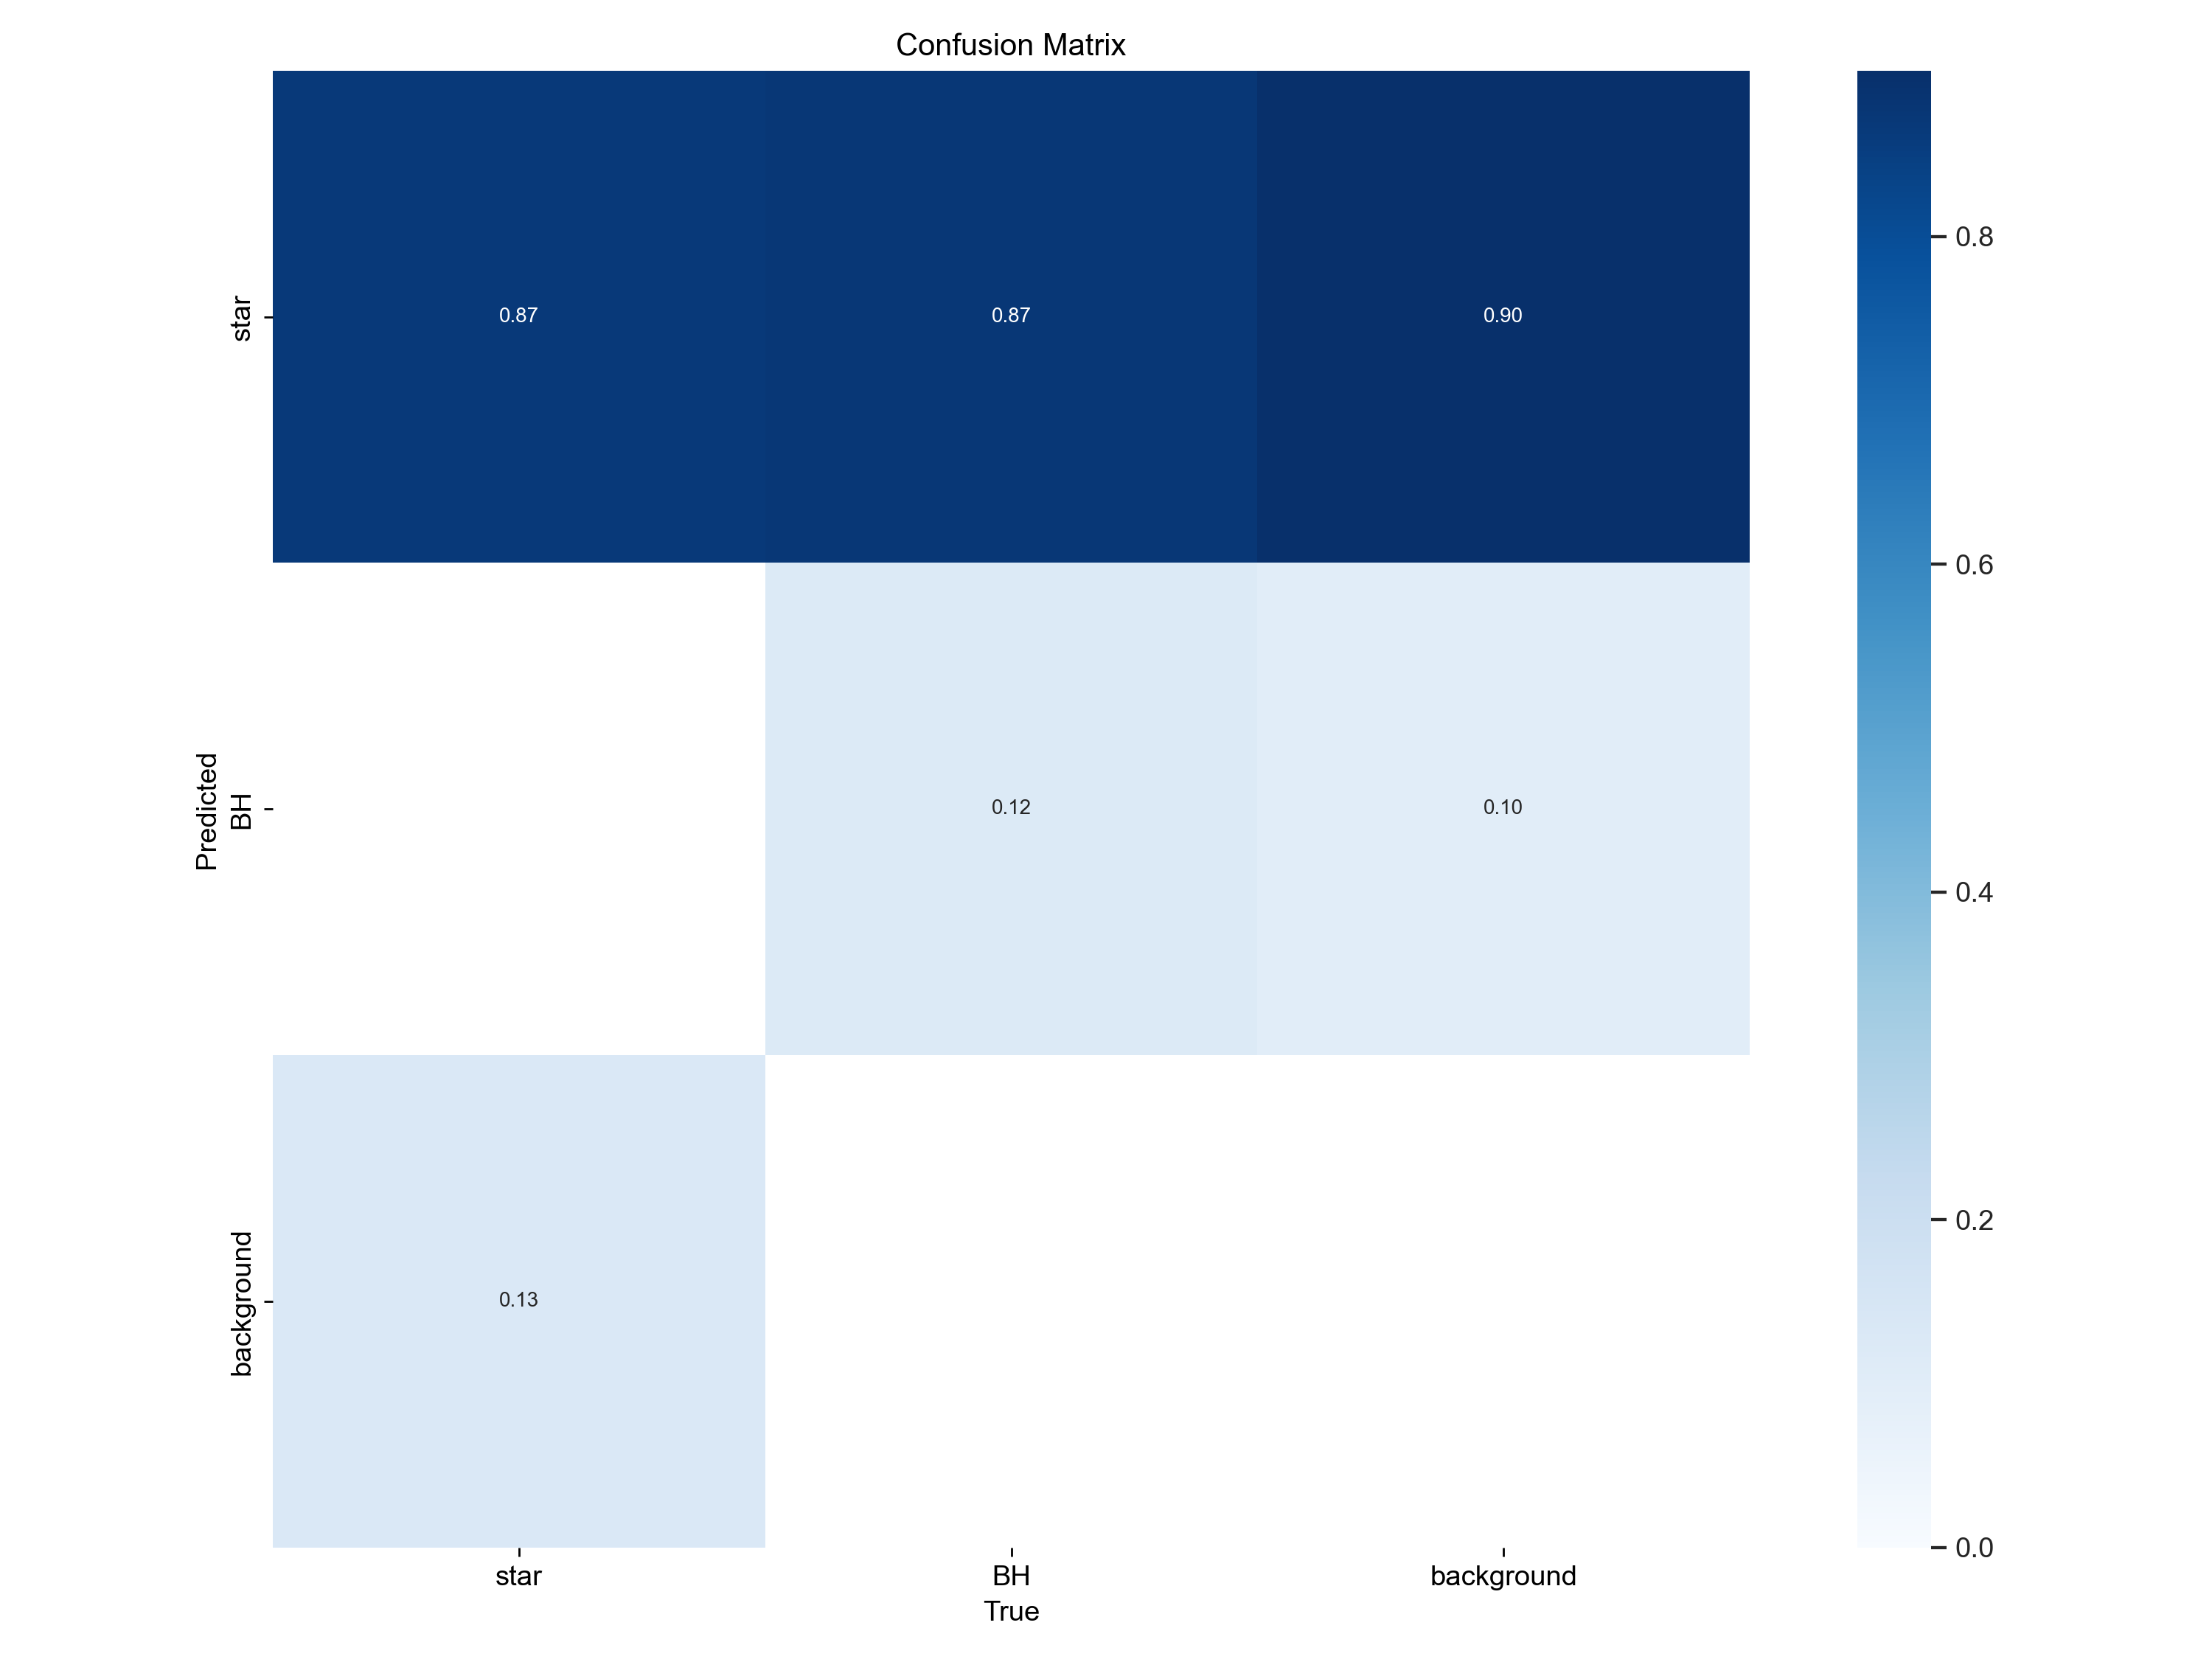 Confusion Matrix
star
0.87
0.87
0.90
0.8
0.6
Predicted
BH
0.12
0.10
0.4
background
0.13
0.2
0.0
star
BH
background
True